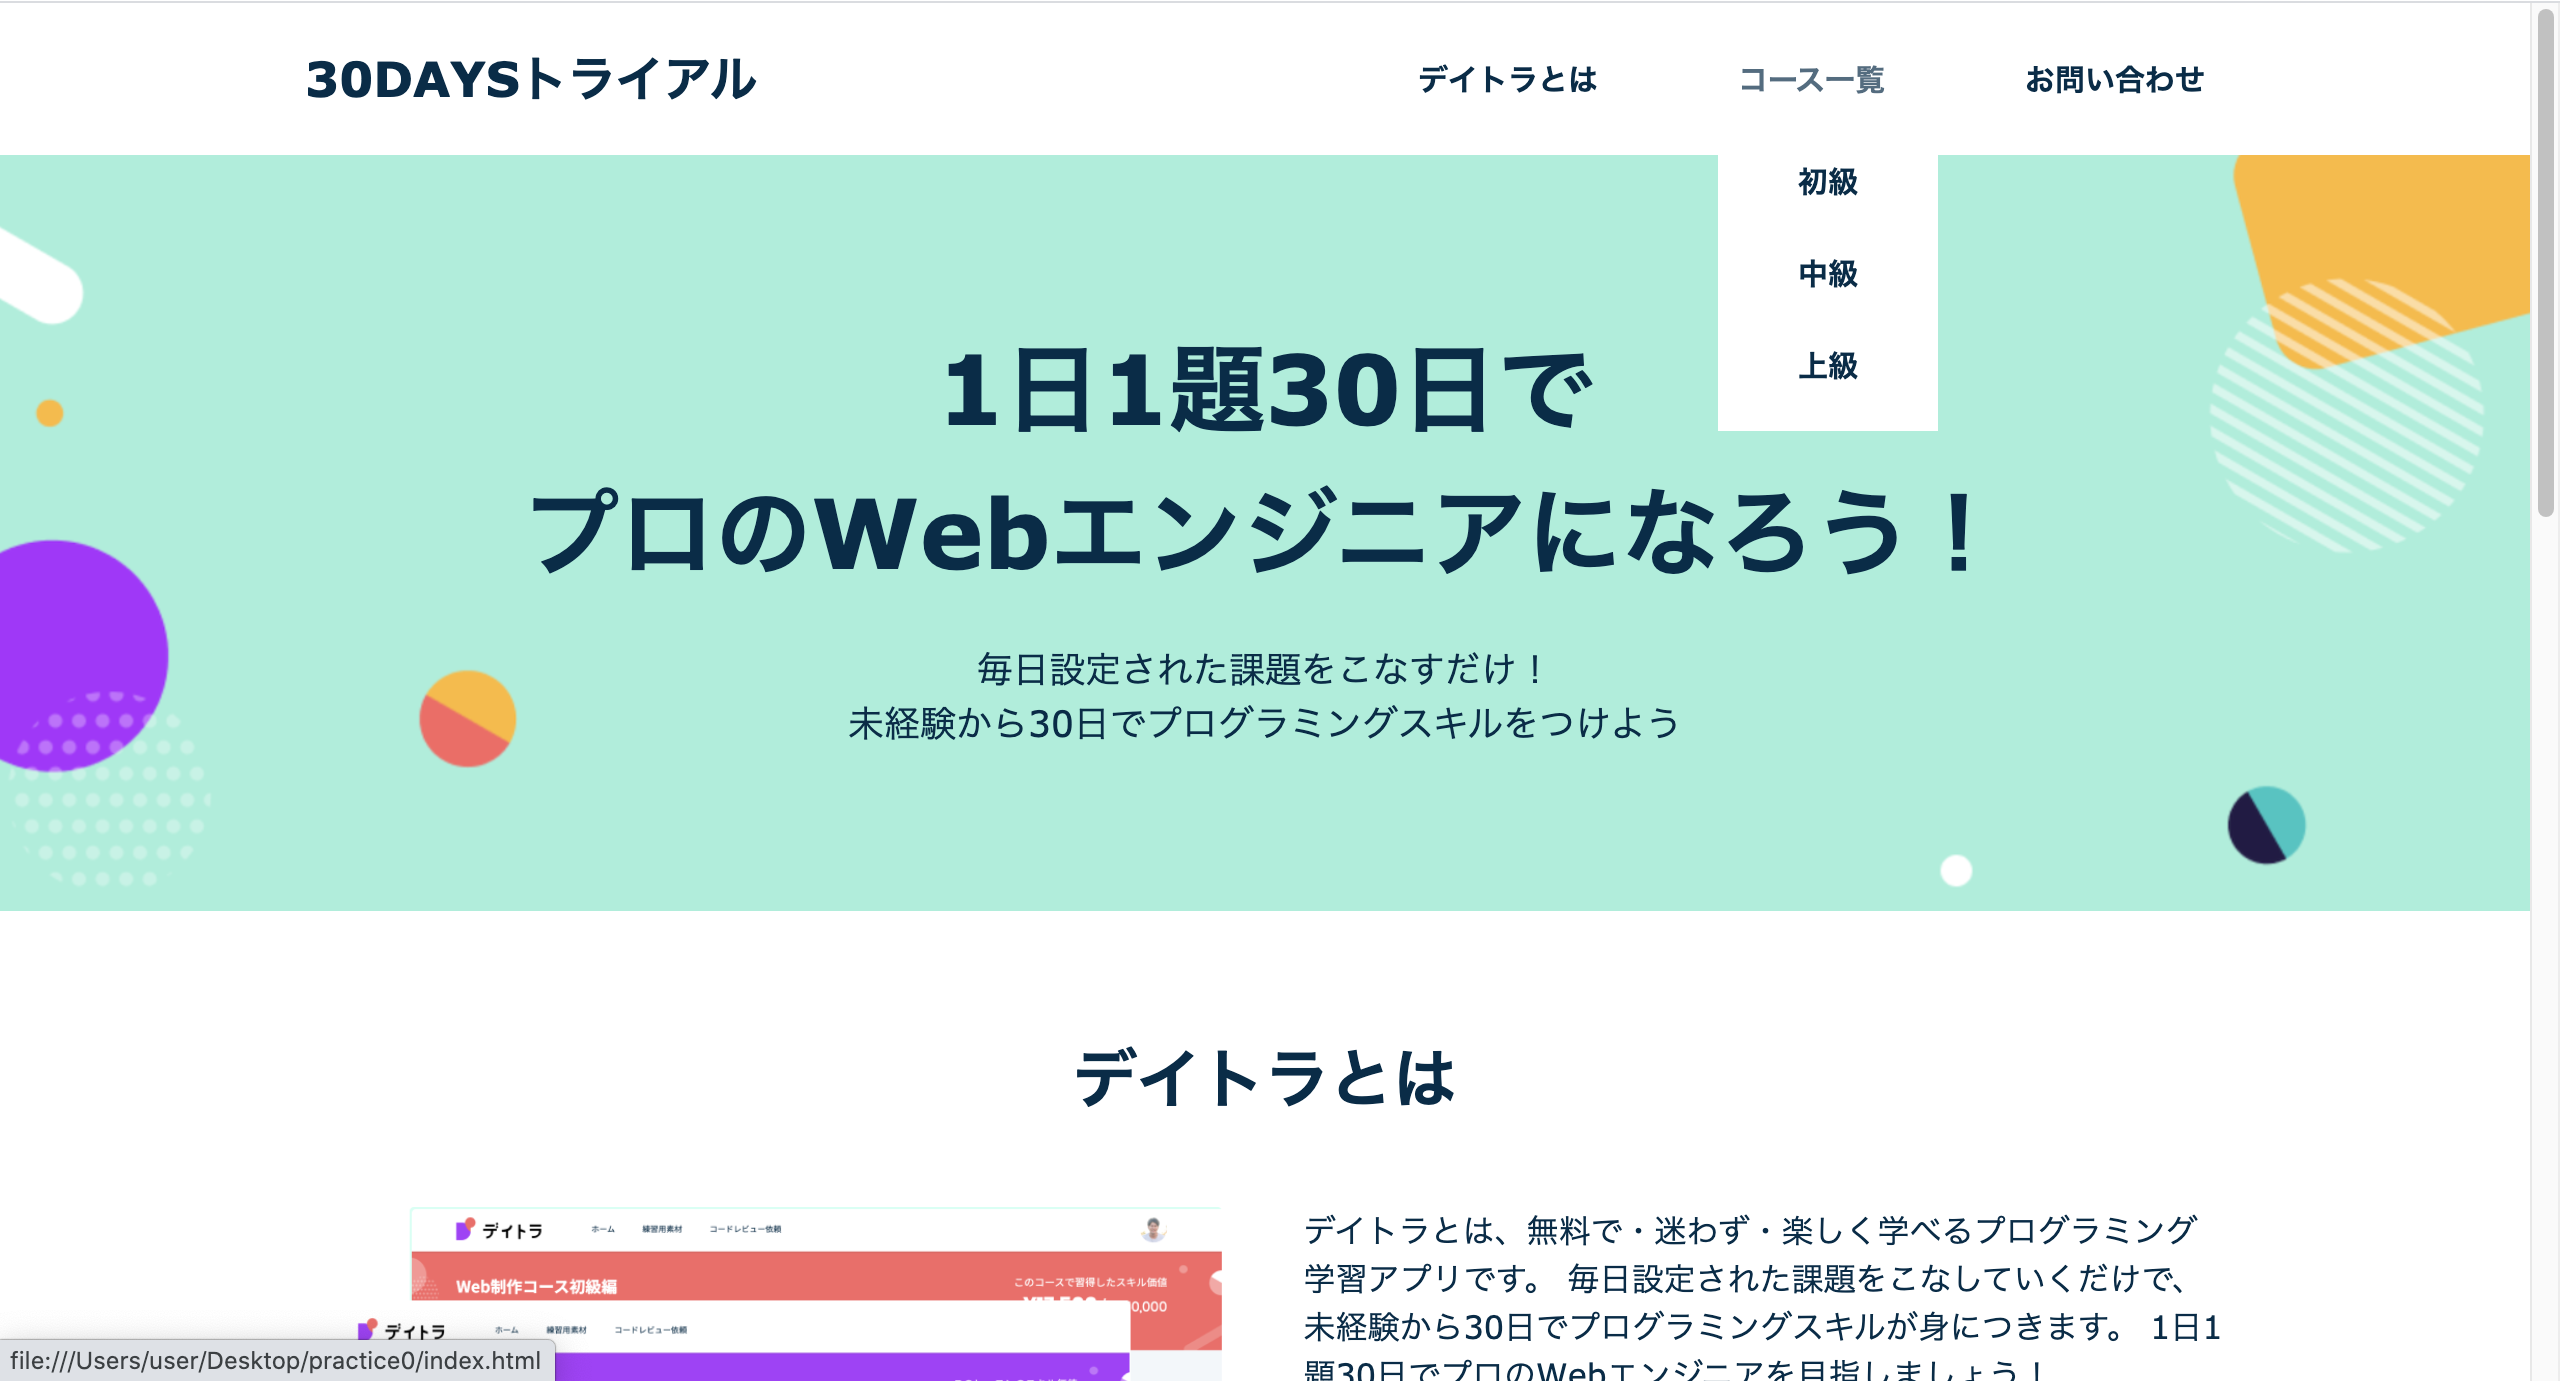 30DAYSトライアル
デイトラとは
コース一覧
お問い合わせ
初級
中級
上級
1日1題30日で
プロのWebエンジニアになろう！
毎日設定された課題をこなすだけ！
未経験から30日でプログラミングスキルをつけよう
デイトラとは
デイトラ
ホーム
練習用素材
コードレビュー依頼
Web制作コース初級編
このコースで習得したスキル価値
0,000
デイトラ
ホーム
練習用素材
コードレビュー依頼
デイトラとは、無料で・迷わず・楽しく学べるプログラミング
学習アプリです。 毎日設定された課題をこなしていくだけで、
未経験から30日でプログラミングスキルが身につきます。 1日1
題30日でプロのWebエンジニアを目指しましょう！
file:///Users/user/Desktop/practice0/index.html